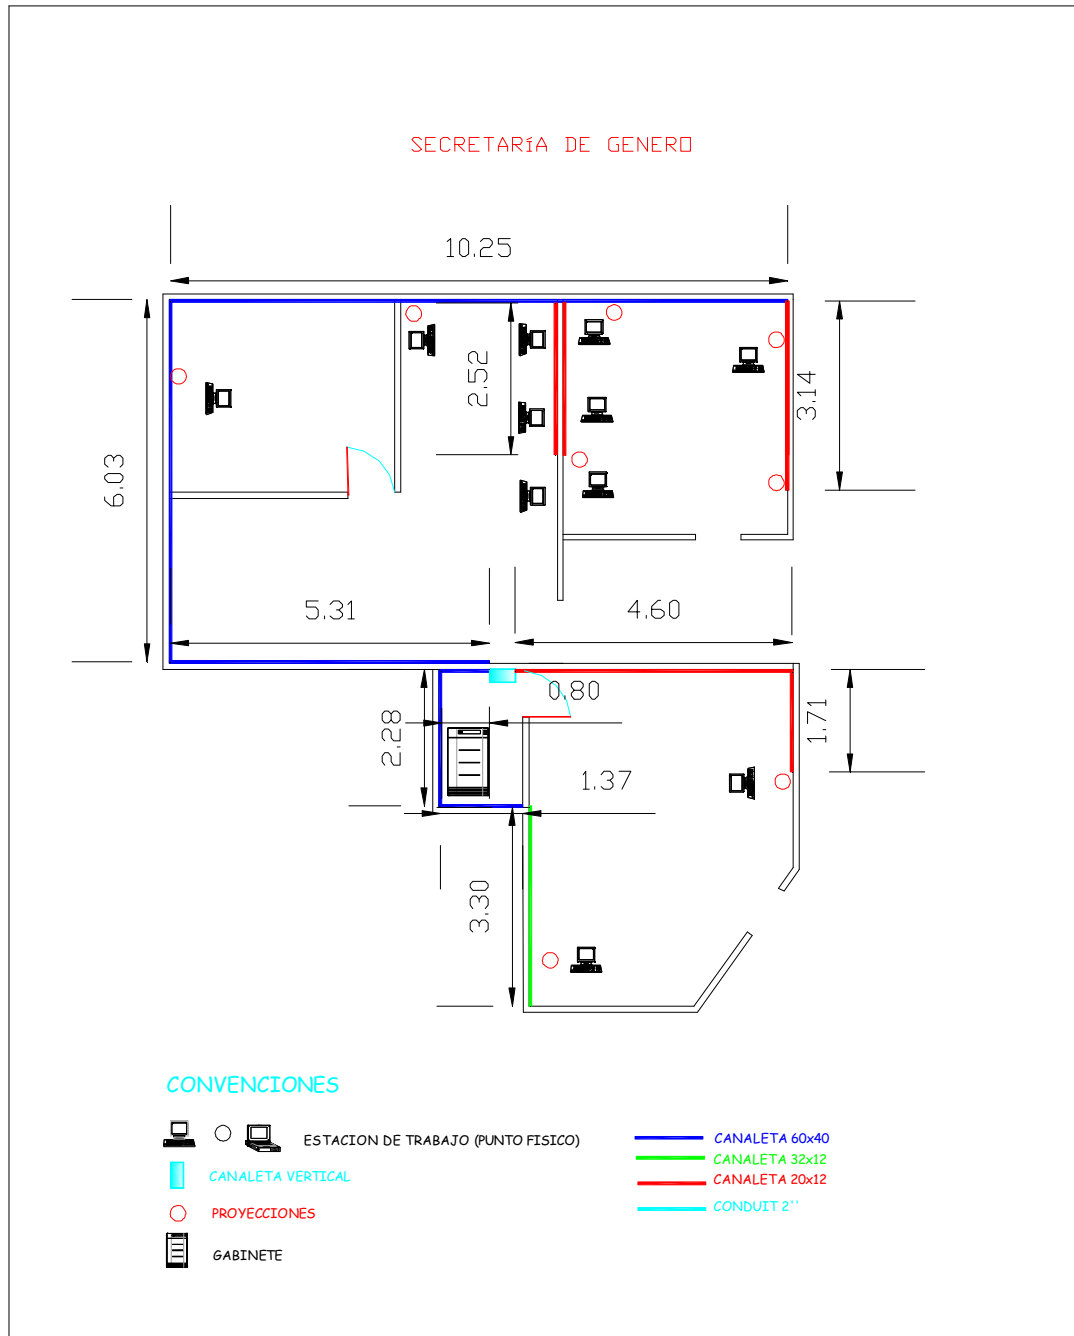 SECRETARíA DE GENERO
10.25
2.52
3.14
6.03
5.31
4.60
0.80
2.28
1.71
1.37
3.30
CONVENCIONES
ESTACION DE TRABAJO (PUNTO FISICO)
CANALETA VERTICAL
PROYECCIONES
GABINETE
CANALETA 60x40
CANALETA 32x12
CANALETA 20x12
CONDUIT 2''